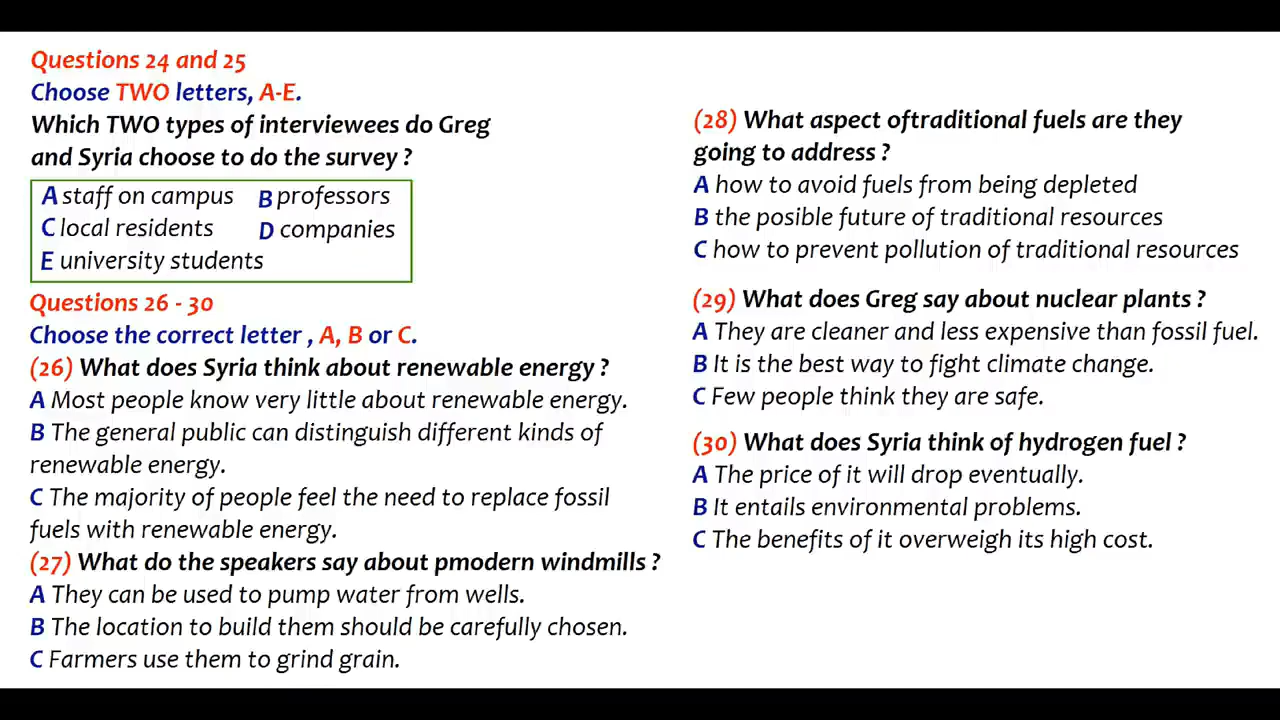 Questions 24 and 25
Choose TWO letters, A-E.
Which TWO types of interviewees do Greg
and Syria choose to do the survey ?
A staff on campus B professors
C local residents D companies
E university students
Questions 26 - 30
Choose the correct letter , A, B or C.
(26) What does Syria think about renewable energy ?
A Most people know very little about renewable energy.
B The general public can distinguish different kinds of
renewable energy.
C The majority of people feel the need to replace fossil
fuels with renewable energy.
(27) What do the speakers say about pmodern windmills ?
A They can be used to pump water from wells.
B The location to build them should be carefully chosen.
C Farmers use them to grind grain.
(28) What aspect oftraditional fuels are they
going to address ?
A how to avoid fuels from being depleted
B the posible future of traditional resources
C how to prevent pollution of traditional resources
(29) What does Greg say about nuclear plants ?
A They are cleaner and less expensive than fossil fuel.
B It is the best way to fight climate change.
C Few people think they are safe.
(30) What does Syria think of hydrogen fuel ?
A The price of it will drop eventually.
B It entails environmental problems.
C The benefits of it overweigh its high cost.